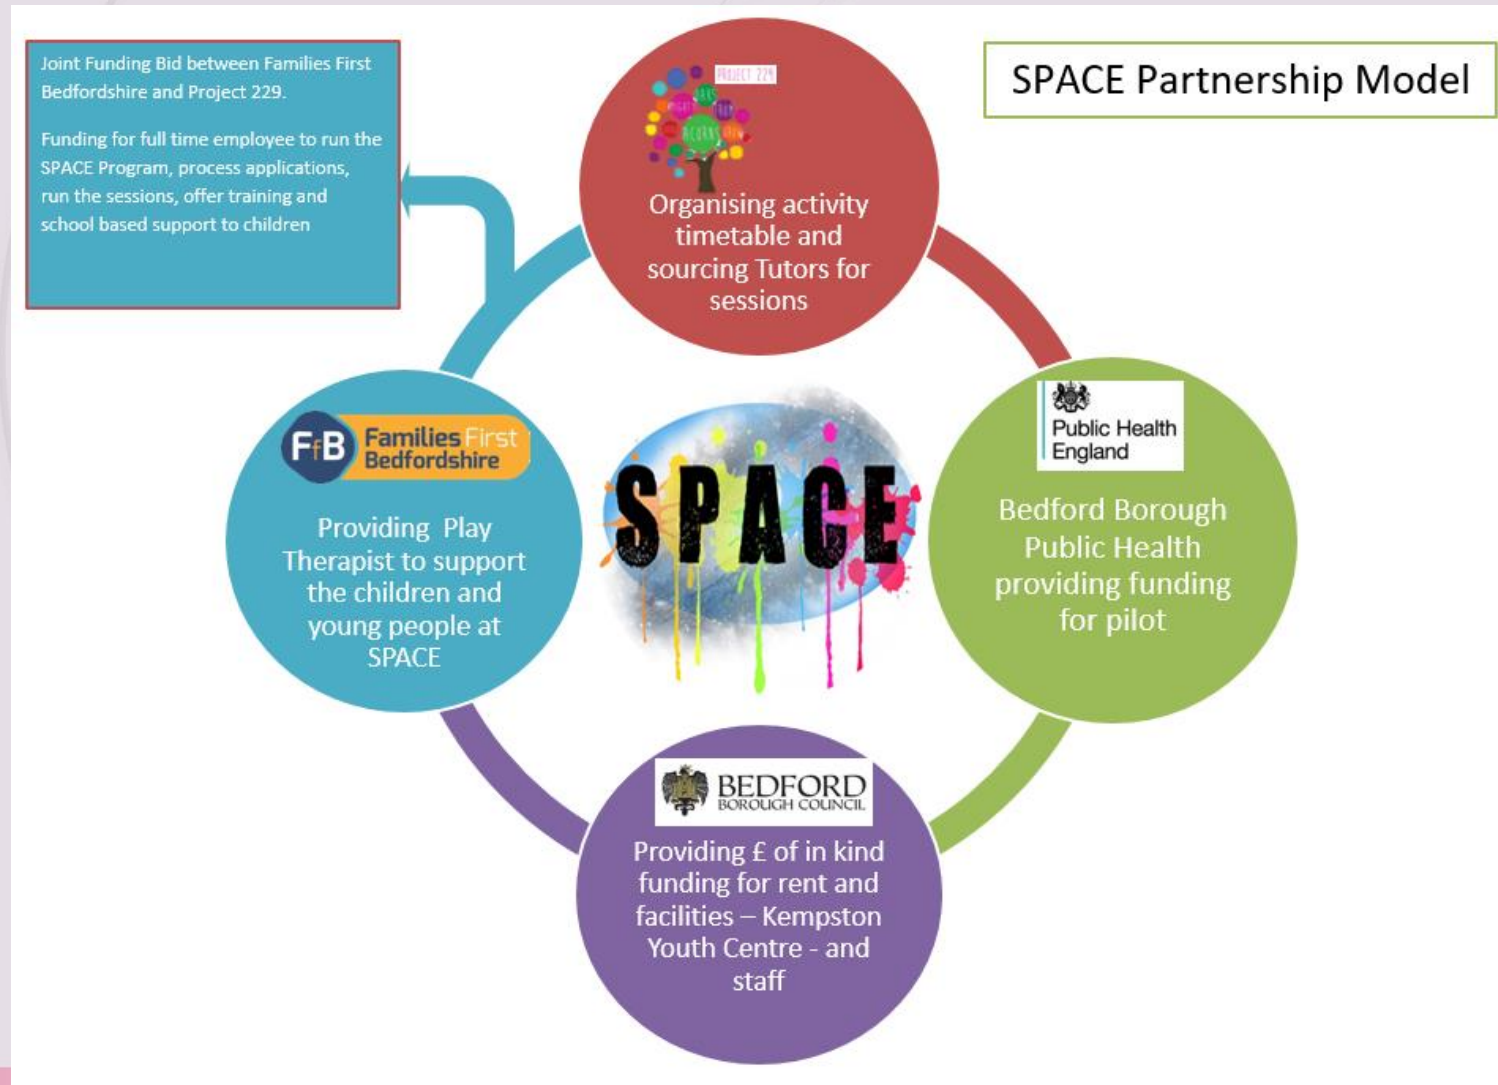 SPACE Partnership Model
Joint Funding Bid between Families First
Bedfordshire and Project 229.
Funding for full time employee to run the
SPACE Program, process applications,
run the sessions, offer training and
school based support to children
PROJECT 229
ACORNS
Organising activity
timetable and
sourcing Tutors for
sessions
FfB Families First
Bedfordshire
Providing Play
Therapist to support
the children and
young people at
SPACE
SPACE
Public Health
England
Bedford Borough
Public Health
providing funding
for pilot
BEDFORD
BOROUGH COUNCIL
Providing £ of in kind
funding for rent and
facilities – Kempston
Youth Centre - and
staff